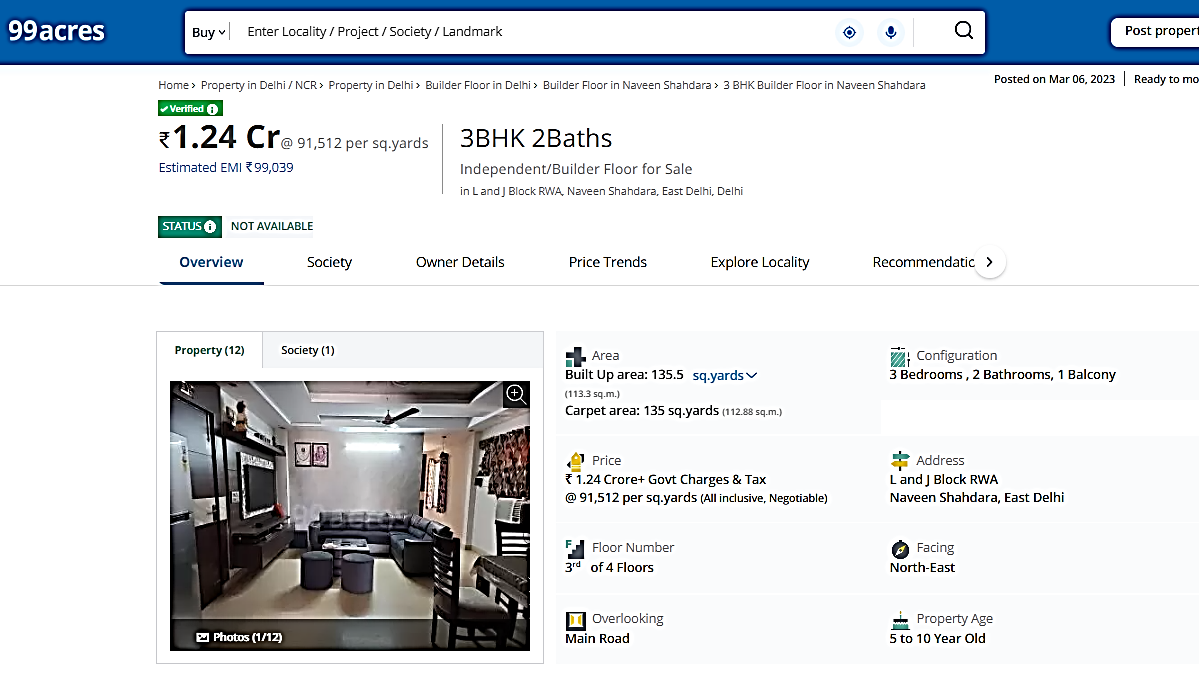 99acres
Buy
Enter Locality / Project / Society / Landmark
Post propert
Home › Property in Delhi / NCR › Property in Delhi › Builder Floor in Delhi › Builder Floor in Naveen Shahdara › 3 BHK Builder Floor in Naveen Shahdara
Posted on Mar 06, 2023 | Ready to mo
Verified
₹1.24 Cr @ 91,512 per sq.yards
Estimated EMI ₹99,039
3BHK 2Baths
Independent/Builder Floor for Sale
in L and J Block RWA, Naveen Shahdara, East Delhi, Delhi
STATUS NOT AVAILABLE
Overview Society Owner Details Price Trends Explore Locality Recommendatic
Property (12) Society (1)
99acres
Photos (1/12)
Area
Built Up area: 135.5 sq.yards
(113.3 sq.m.)
Carpet area: 135 sq.yards (112.88 sq.m.)
Configuration
3 Bedrooms , 2 Bathrooms, 1 Balcony
Price
₹ 1.24 Crore+ Govt Charges & Tax
@ 91,512 per sq.yards (All inclusive, Negotiable)
Address
L and J Block RWA
Naveen Shahdara, East Delhi
Floor Number
3rd of 4 Floors
Facing
North-East
Overlooking
Main Road
Property Age
5 to 10 Year Old